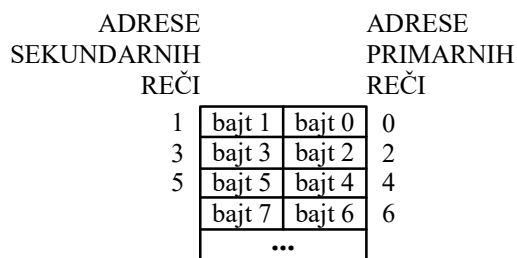 ADRESE SEKUNDARNIH REČI
ADRESE PRIMARNIH REČI
1 bajt 1 bajt 0 0
3 bajt 3 bajt 2 2
5 bajt 5 bajt 4 4
bajt 7 bajt 6 6
...